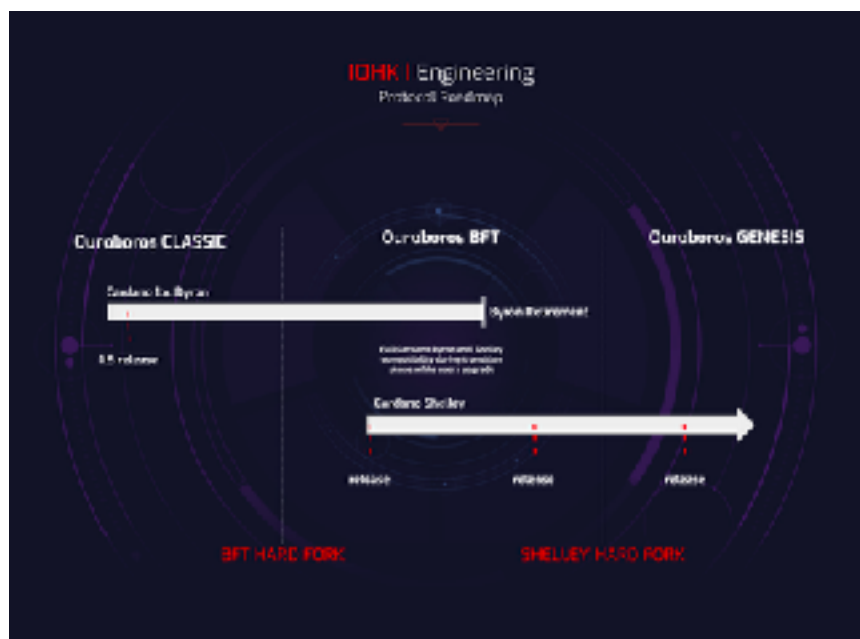 IOHK | Engineering
Protocol Roadmap
Ouroboros CLASSIC
Ouroboros BFT
Ouroboros GENESIS
Cardano Byron
Byron Retirement
release
Cardano Shelley
release
release
release
BFT HARD FORK
SHELLEY HARD FORK